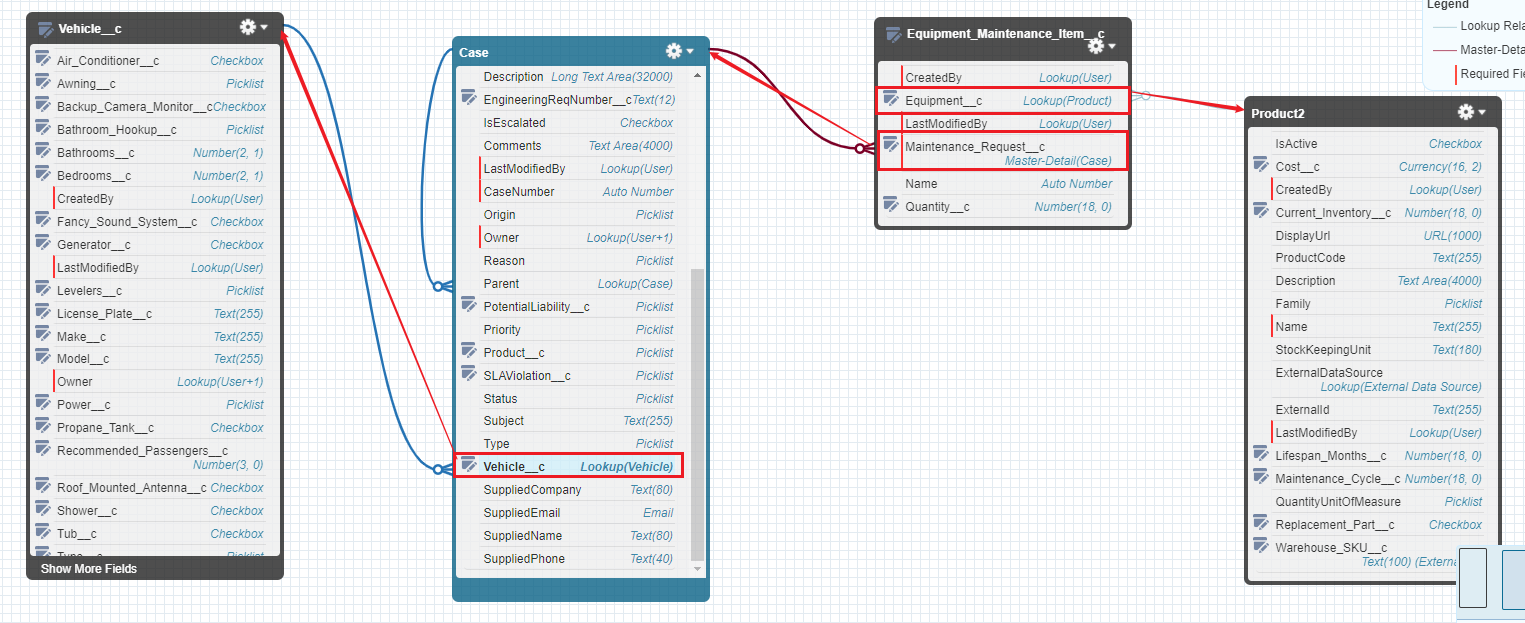 Legend
Lookup Rela
Master-Deta
Required Fie
Vehicle__c
Air_Conditioner__c Checkbox
Awning__c Picklist
Backup_Camera_Monitor__c Checkbox
Bathroom_Hookup__c Picklist
Bathrooms__c Number(2, 1)
Bedrooms__c Number(2, 1)
CreatedBy Lookup(User)
Fancy_Sound_System__c Checkbox
Generator__c Checkbox
LastModifiedBy Lookup(User)
Levelers__c Picklist
License_Plate__c Text(255)
Make__c Text(255)
Model__c Text(255)
Owner Lookup(User+1)
Power__c Picklist
Propane_Tank__c Checkbox
Recommended_Passengers__c
Number(3, 0)
Roof_Mounted_Antenna__c Checkbox
Shower__c Checkbox
Tub__c Checkbox
Type__c Picklist
Show More Fields
Case
Description Long Text Area(32000)
EngineeringReqNumber__c Text(12)
IsEscalated Checkbox
Comments Text Area(4000)
LastModifiedBy Lookup(User)
CaseNumber Auto Number
Origin Picklist
Owner Lookup(User+1)
Reason Picklist
Parent Lookup(Case)
PotentialLiability__c Picklist
Priority Picklist
Product__c Picklist
SLAViolation__c Picklist
Status Picklist
Subject Text(255)
Type Picklist
Vehicle__c Lookup(Vehicle)
SuppliedCompany Text(80)
SuppliedEmail Email
SuppliedName Text(80)
SuppliedPhone Text(40)
Equipment_Maintenance_Item__c
CreatedBy Lookup(User)
Equipment__c Lookup(Product)
LastModifiedBy Lookup(User)
Maintenance_Request__c
Master-Detail(Case)
Name Auto Number
Quantity__c Number(18, 0)
Product2
IsActive Checkbox
Cost__c Currency(16, 2)
CreatedBy Lookup(User)
Current_Inventory__c Number(18, 0)
DisplayUrl URL(1000)
ProductCode Text(255)
Description Text Area(4000)
Family Picklist
Name Text(255)
StockKeepingUnit Text(180)
ExternalDataSource
Lookup(External Data Source)
ExternalId Text(255)
LastModifiedBy Lookup(User)
Lifespan_Months__c Number(18, 0)
Maintenance_Cycle__c Number(18, 0)
QuantityUnitOfMeasure Picklist
Replacement_Part__c Checkbox
Warehouse_SKU__c
Text(100) (Externa